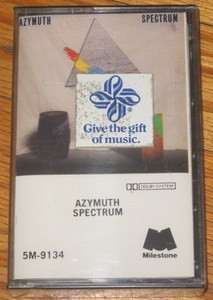 AZYMUTH SPECTRUM
Give the gift
of music.
DOLBY SYSTEM
AZYMUTH
SPECTRUM
5M-9134
Milestone